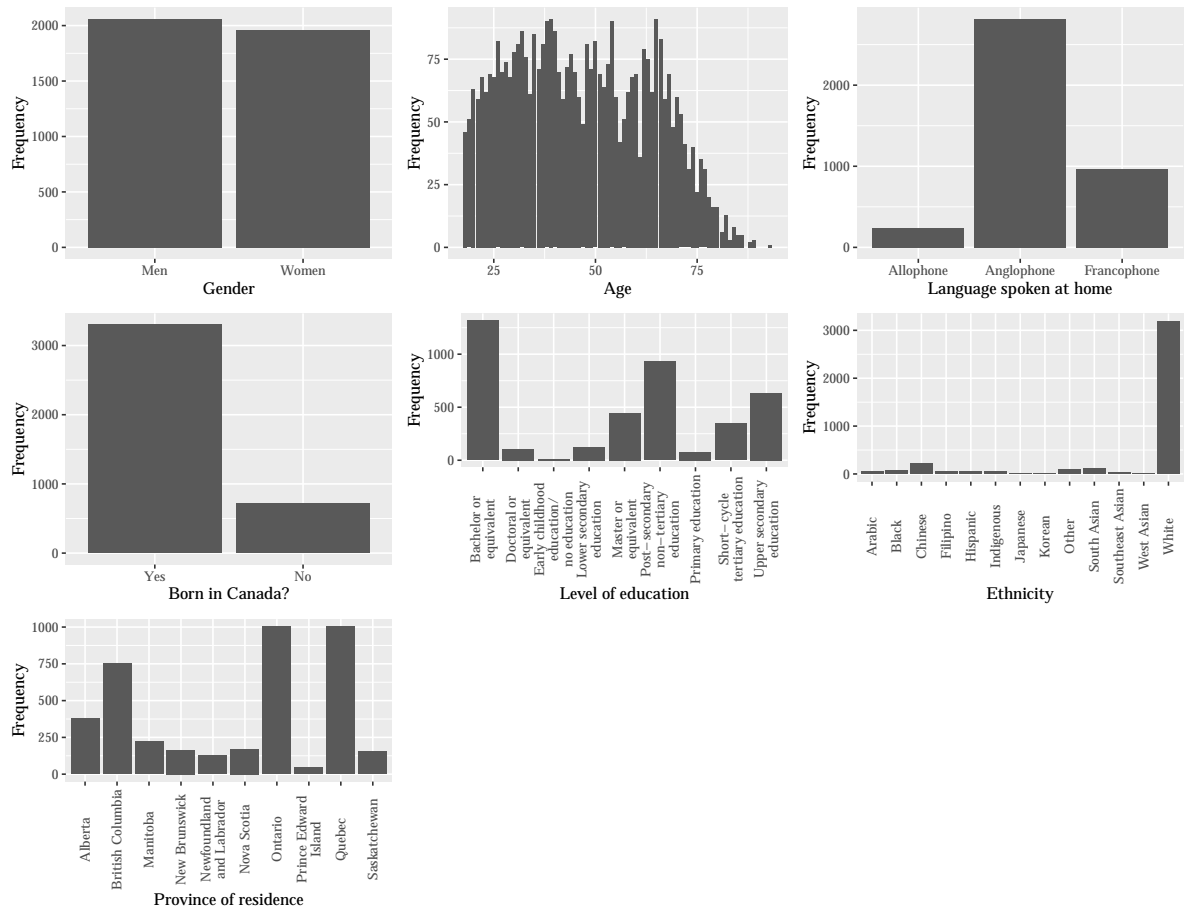 2000
1500
1000
500
0
Frequency
Men
Women
Gender
75
50
25
0
Frequency
25
50
75
Age
2000
1000
0
Frequency
Allophone
Anglophone
Francophone
Language spoken at home
3000
2000
1000
0
Frequency
Yes
No
Born in Canada?
1000
500
0
Frequency
Bachelor or
equivalent
Doctoral or
equivalent
Early childhood
education/
no education
Lower secondary
education
Master or
equivalent
Post−secondary
non−tertiary
education
Primary education
Short−cycle
tertiary education
Upper secondary
education
Level of education
3000
2000
1000
0
Frequency
Arabic
Black
Chinese
Filipino
Hispanic
Indigenous
Japanese
Korean
Other
South Asian
Southeast Asian
West Asian
White
Ethnicity
1000
750
500
250
0
Frequency
Alberta
British Columbia
Manitoba
New Brunswick
Newfoundland
and Labrador
Nova Scotia
Ontario
Prince Edward
Island
Quebec
Saskatchewan
Province of residence